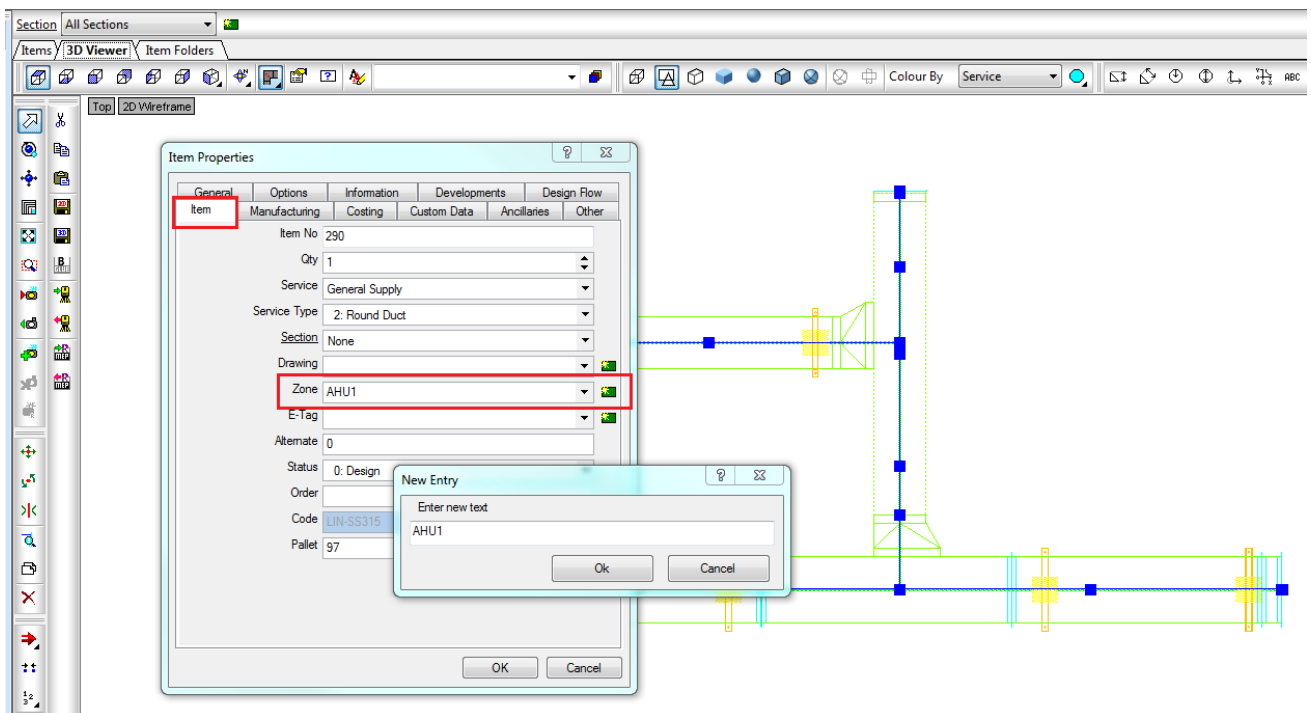 Section All Sections
Items 3D Viewer Item Folders
Colour By Service ABC
Top 2D Wireframe
Item Properties
General Options Information Developments Design Flow
Item Manufacturing Costing Custom Data Ancillaries Other
Item No 290
Qty 1
Service General Supply
Service Type 2: Round Duct
Section None
Drawing
Zone AHU1
E-Tag
Alternate 0
Status 0: Design
Order
Code LIN-SS315
Pallet 97
New Entry
Enter new text
AHU1
Ok Cancel
OK Cancel